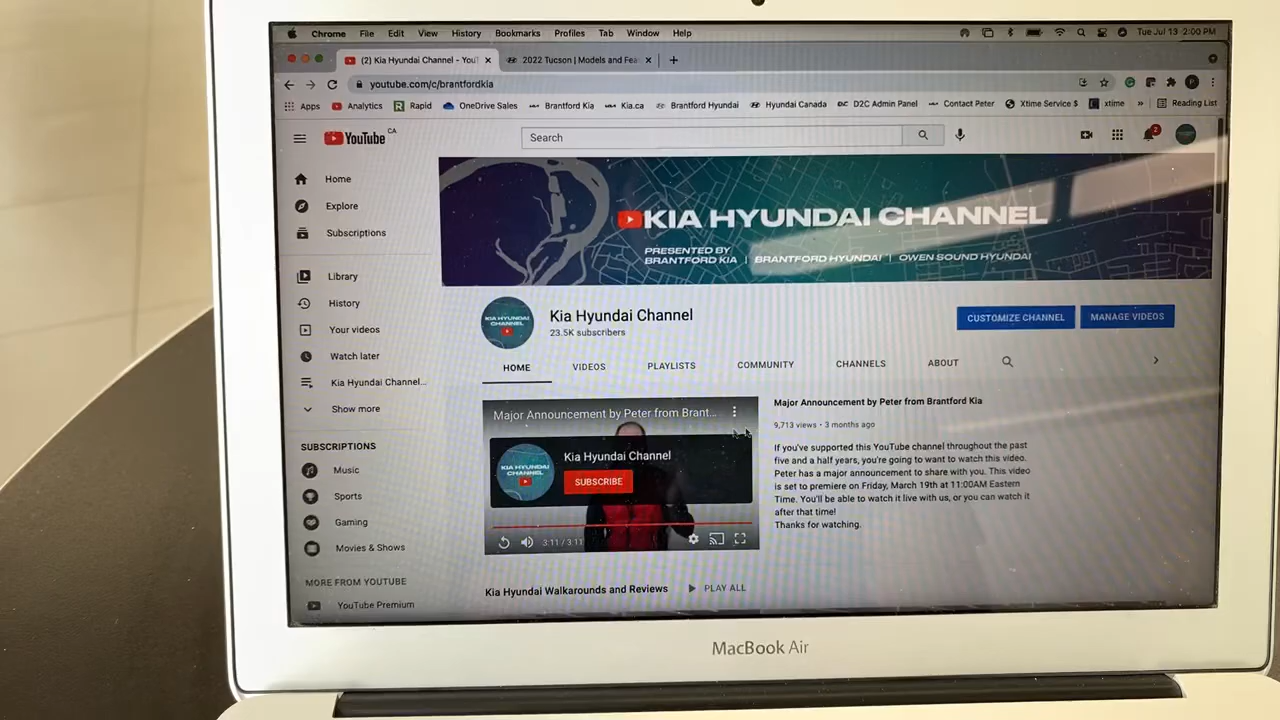 Chrome File Edit View History Bookmarks Profiles Tab Window Help Tue Jul 13 2:00 PM
(2) Kia Hyundai Channel - You 2022 Tucson | Models and Fea
youtube.com/c/brantfordkia
Apps Analytics Rapid OneDrive Sales Brantford Kia Kia.ca Brantford Hyundai Hyundai Canada D2C Admin Panel Contact Peter Xtime Service $ xtime » Reading List
YouTube CA
Search
2
Home
Explore
Subscriptions
Library
History
Your videos
Watch later
Kia Hyundai Channel...
Show more
SUBSCRIPTIONS
Music
Sports
Gaming
Movies & Shows
MORE FROM YOUTUBE
YouTube Premium
KIA HYUNDAI CHANNEL
PRESENTED BY
BRANTFORD KIA | BRANTFORD HYUNDAI | OWEN SOUND HYUNDAI
KIA HYUNDAI
CHANNEL
Kia Hyundai Channel
23.5K subscribers
CUSTOMIZE CHANNEL
MANAGE VIDEOS
HOME VIDEOS PLAYLISTS COMMUNITY CHANNELS ABOUT
Major Announcement by Peter from Brant...
KIA HYUNDAI
CHANNEL
Kia Hyundai Channel
SUBSCRIBE
3:11 / 3:11
Major Announcement by Peter from Brantford Kia
9,713 views • 3 months ago
If you've supported this YouTube channel throughout the past
five and a half years, you're going to want to watch this video.
Peter has a major announcement to share with you. This video
is set to premiere on Friday, March 19th at 11:00AM Eastern
Time. You'll be able to watch it live with us, or you can watch it
after that time!
Thanks for watching.
Kia Hyundai Walkarounds and Reviews PLAY ALL
MacBook Air